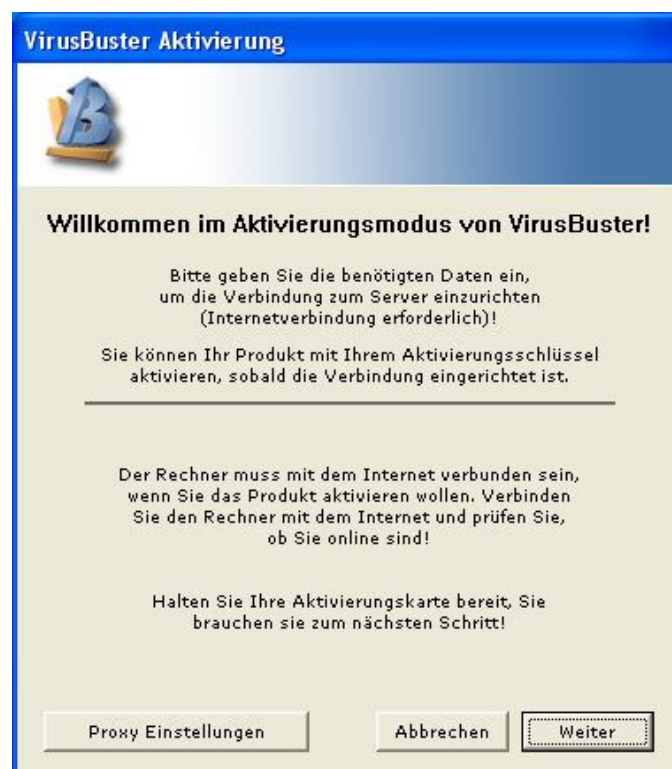 VirusBuster Aktivierung
VB
Willkommen im Aktivierungsmodus von VirusBuster!
Bitte geben Sie die benötigten Daten ein,
um die Verbindung zum Server einzurichten
(Internetverbindung erforderlich)!
Sie können Ihr Produkt mit Ihrem Aktivierungsschlüssel
aktivieren, sobald die Verbindung eingerichtet ist.
Der Rechner muss mit dem Internet verbunden sein,
wenn Sie das Produkt aktivieren wollen. Verbinden
Sie den Rechner mit dem Internet und prüfen Sie,
ob Sie online sind!
Halten Sie Ihre Aktivierungskarte bereit, Sie
brauchen sie zum nächsten Schritt!
Proxy Einstellungen Abbrechen Weiter